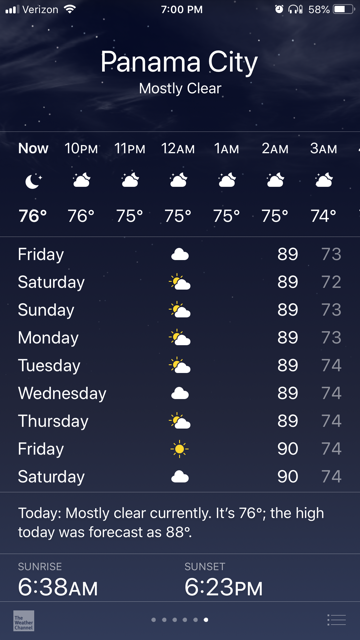 Verizon 7:00 PM 58%
Panama City
Mostly Clear
Now 10PM 11PM 12AM 1AM 2AM 3AM
76° 76° 75° 75° 75° 75° 74°
Friday 89 73
Saturday 89 72
Sunday 89 73
Monday 89 73
Tuesday 89 74
Wednesday 89 74
Thursday 89 74
Friday 90 74
Saturday 90 74
Today: Mostly clear currently. It's 76°; the high
today was forecast as 88°.
SUNRISE SUNSET
6:38AM 6:23PM
The
Weather
Channel